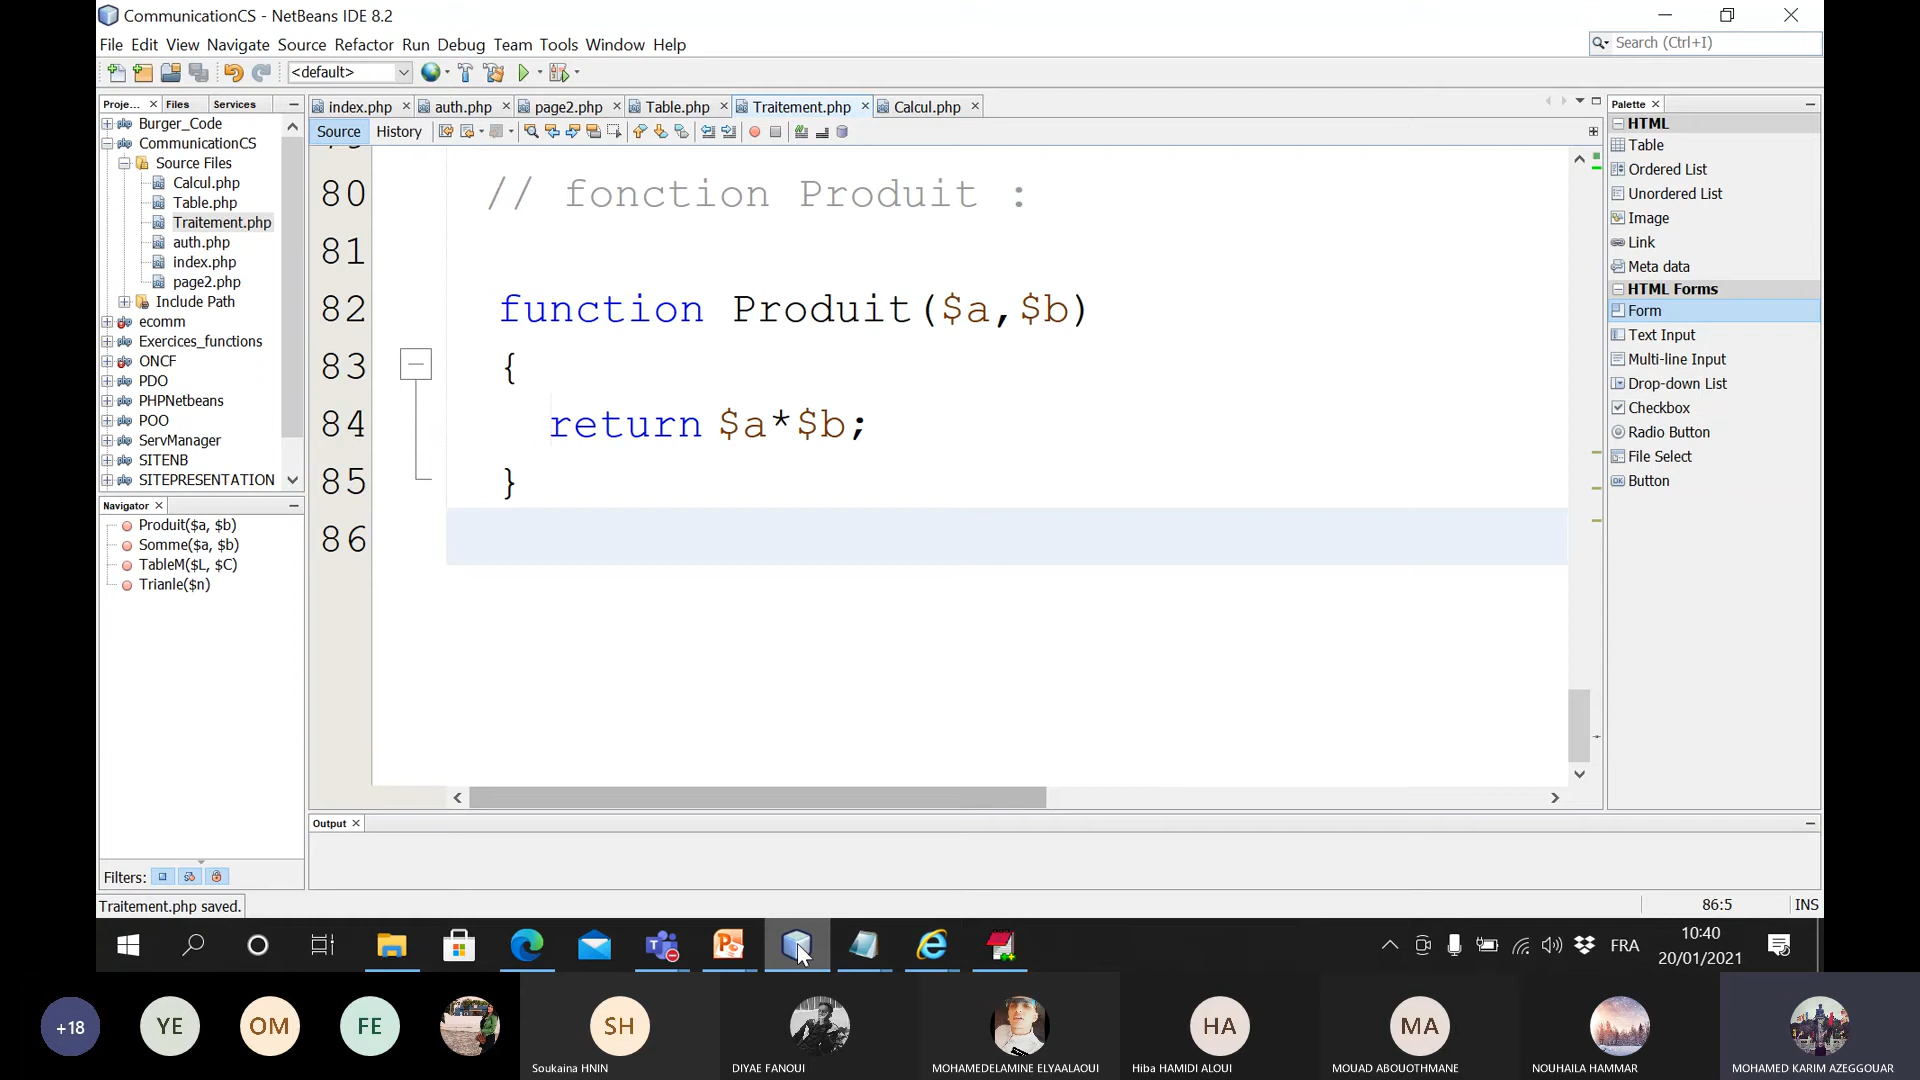 CommunicationCS - NetBeans IDE 8.2
File Edit View Navigate Source Refactor Run Debug Team Tools Window Help
Search (Ctrl+I)
<default>
Proje... Files Services
index.php auth.php page2.php Table.php Traitement.php Calcul.php
Palette
Source History
Burger_Code
CommunicationCS
Source Files
Calcul.php
Table.php
Traitement.php
auth.php
index.php
page2.php
Include Path
ecomm
Exercices_functions
ONCF
PDO
PHPNetbeans
POO
ServManager
SITENB
SITEPRESENTATION
Navigator
Produit($a, $b)
Somme($a, $b)
TableM($L, $C)
Trianle($n)
Filters:
80 // fonction Produit :
81
82 function Produit($a,$b)
83 {
84 return $a*$b;
85 }
86
HTML
Table
Ordered List
Unordered List
Image
Link
Meta data
HTML Forms
Form
Text Input
Multi-line Input
Drop-down List
Checkbox
Radio Button
File Select
Button
Output
Traitement.php saved.
86:5 INS
FRA
10:40
20/01/2021
+18 YE OM FE SH HA MA
Soukaina HNIN
DIYAE FANOUI
MOHAMEDELAMINE ELYAALAOUI
Hiba HAMIDI ALOUI
MOUAD ABOUOTHMANE
NOUHAILA HAMMAR
MOHAMED KARIM AZEGGOUAR